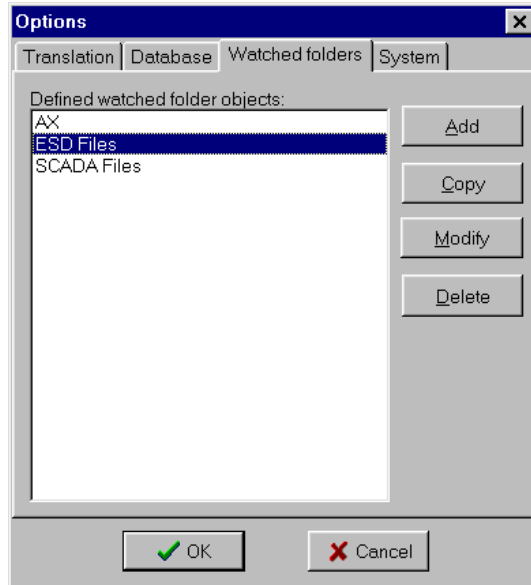 Options
Translation Database Watched folders System
Defined watched folder objects:
AX
ESD Files
SCADA Files
Add
Copy
Modify
Delete
OK Cancel